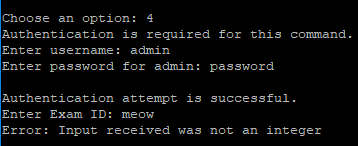 Choose an option: 4
Authentication is required for this command.
Enter username: admin
Enter password for admin: password
Authentication attempt is successful.
Enter Exam ID: meow
Error: Input received was not an integer